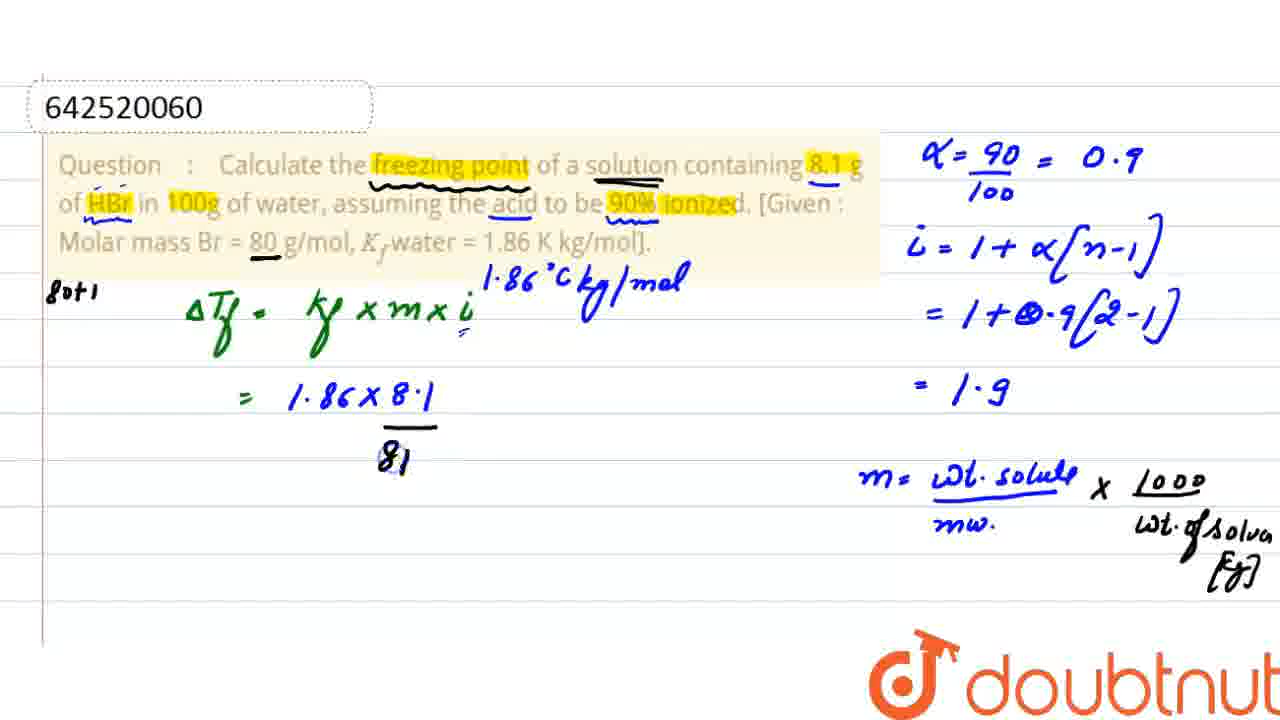 642520060
Question : Calculate the freezing point of a solution containing 8.1 g
of HBr in 100g of water, assuming the acid to be 90% ionized. [Given :
Molar mass Br = 80 g/mol, Kf water = 1.86 K kg/mol].
80+1
1.86 °C kg/mol
ΔTf = Kf × m × i
= 1.86 × 8.1
81
α = 90 = 0.9
100
i = 1 + α[n-1]
= 1 + 0.9[2-1]
= 1.9
m = wt. solute × 1000
mw. wt. of solven
[kg]
doubtnut